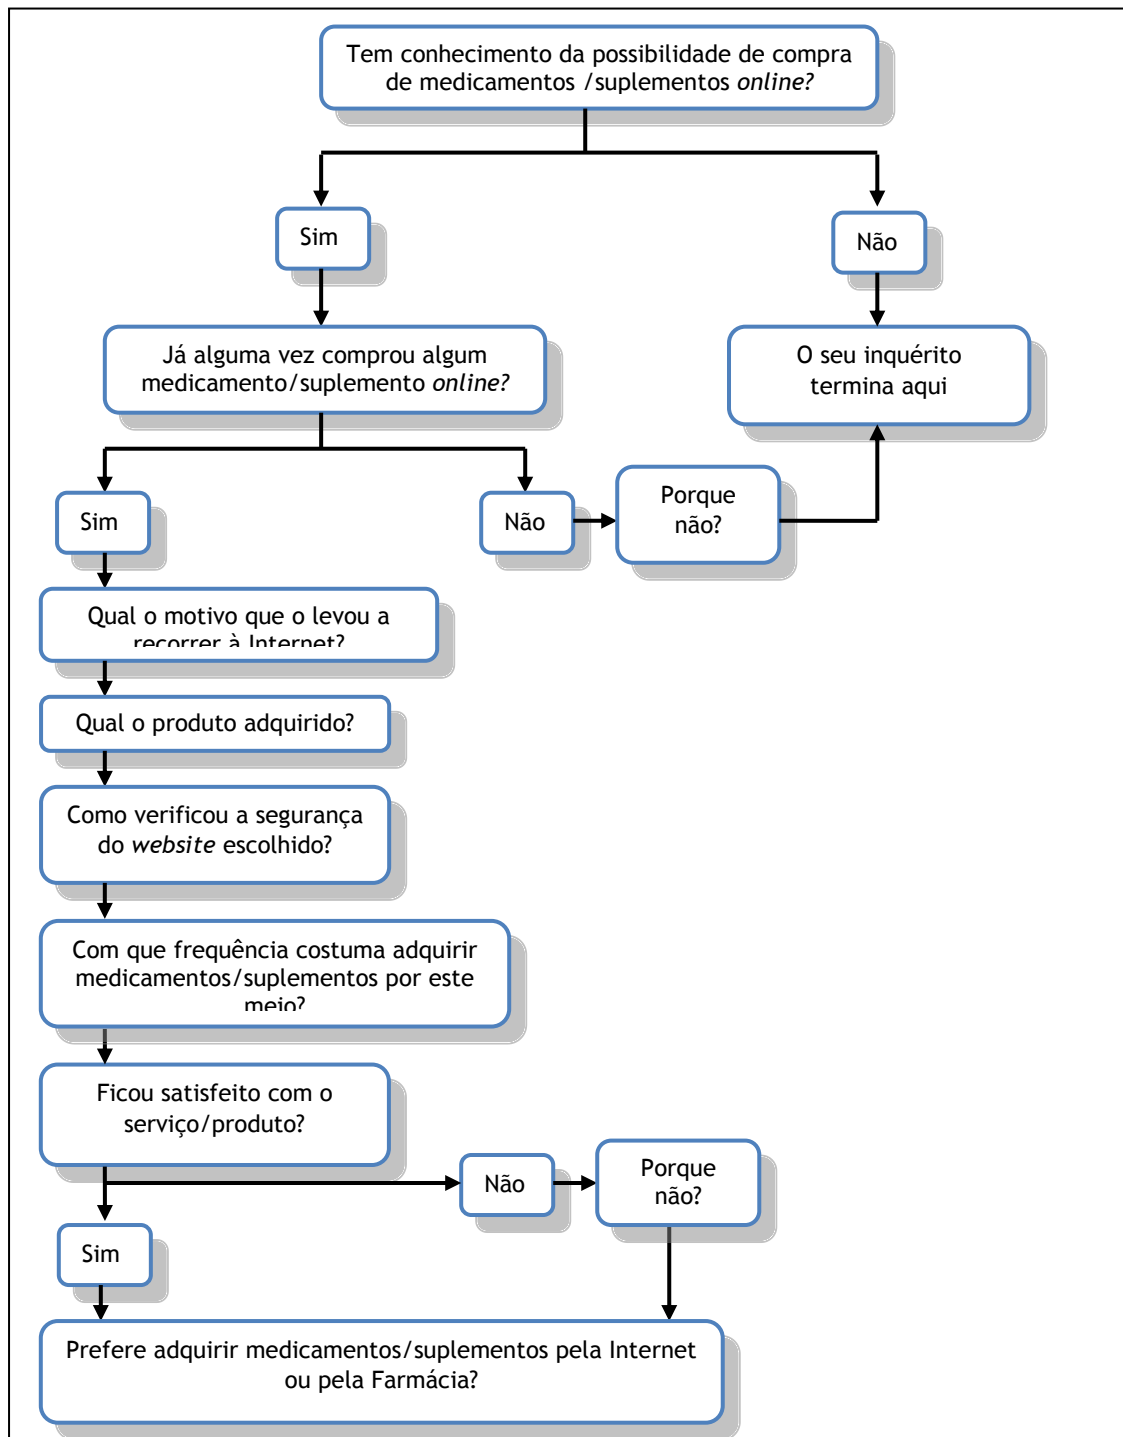 Tem conhecimento da possibilidade de compra
de medicamentos /suplementos online?
Sim
Não
Já alguma vez comprou algum
medicamento/suplemento online?
O seu inquérito
termina aqui
Sim
Não
Porque
não?
Qual o motivo que o levou a
recorrer à Internet?
Qual o produto adquirido?
Como verificou a segurança
do website escolhido?
Com que frequência costuma adquirir
medicamentos/suplementos por este
meio?
Ficou satisfeito com o
serviço/produto?
Não
Porque
não?
Sim
Prefere adquirir medicamentos/suplementos pela Internet
ou pela Farmácia?